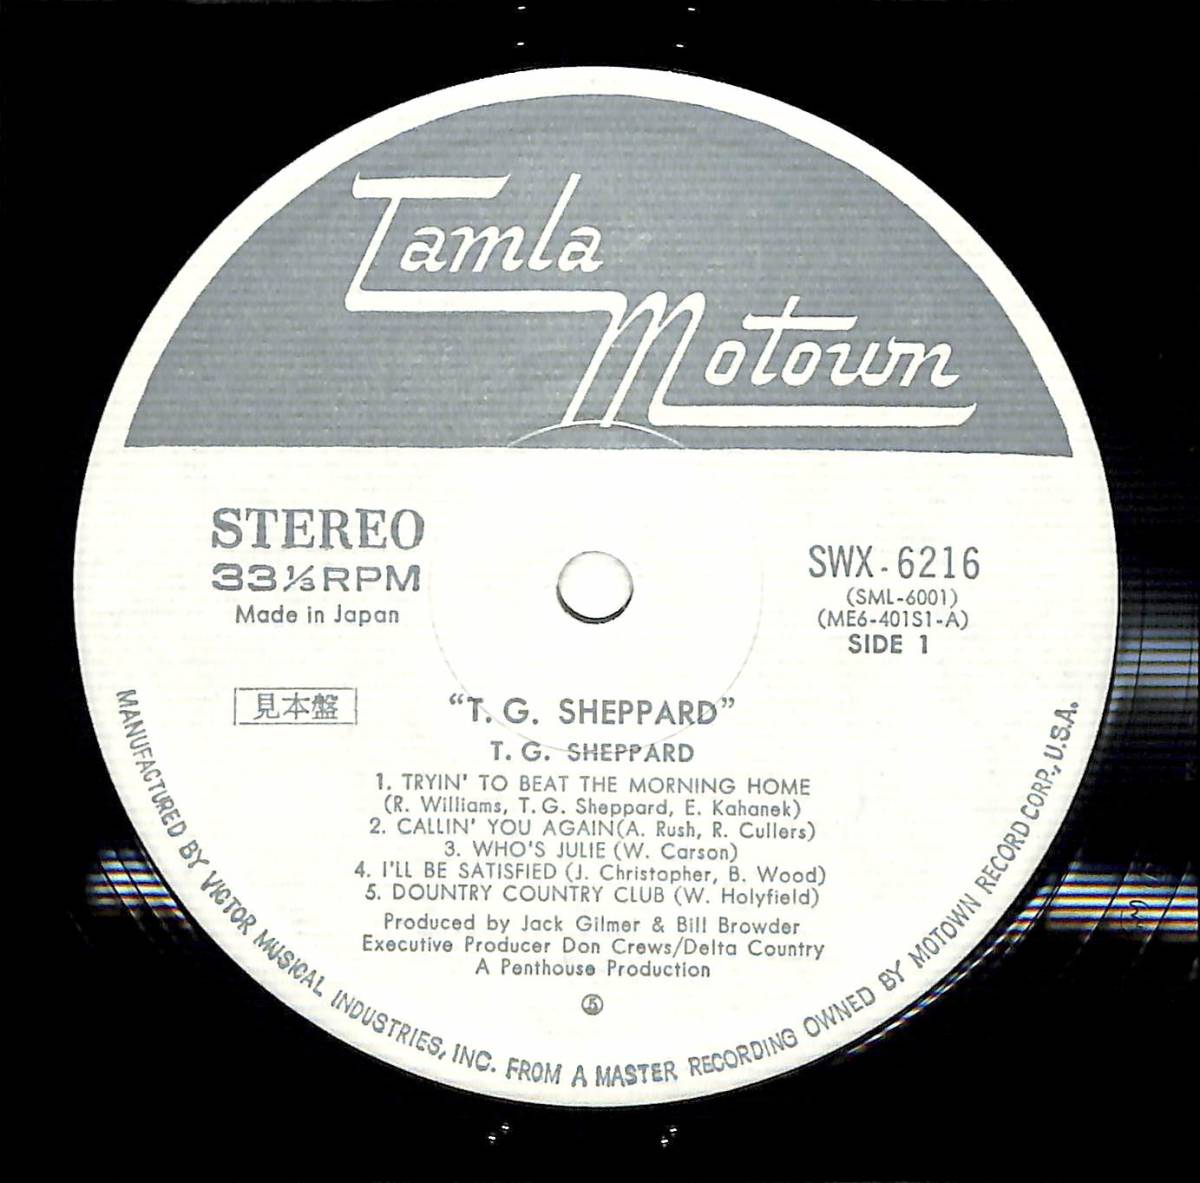 Tamla
Motown
STEREO
33⅓RPM
Made in Japan
SWX-6216
(SML-6001)
(ME6-401S1-A)
SIDE 1
見本盤
“T. G. SHEPPARD”
T. G. SHEPPARD
1. TRYIN' TO BEAT THE MORNING HOME
(R. Williams, T. G. Sheppard, E. Kahanek)
2. CALLIN' YOU AGAIN(A. Rush, R. Cullers)
3. WHO'S JULIE (W. Carson)
4. I'LL BE SATISFIED (J. Christopher, B. Wood)
5. DOUNTRY COUNTRY CLUB (W. Holyfield)
Produced by Jack Gilmer & Bill Browder
Executive Producer Don Crews/Delta Country
A Penthouse Production
Ⓢ
MANUFACTURED BY VICTOR MUSICAL INDUSTRIES, INC. FROM A MASTER RECORDING OWNED BY MOTOWN RECORD CORP., U.S.A.